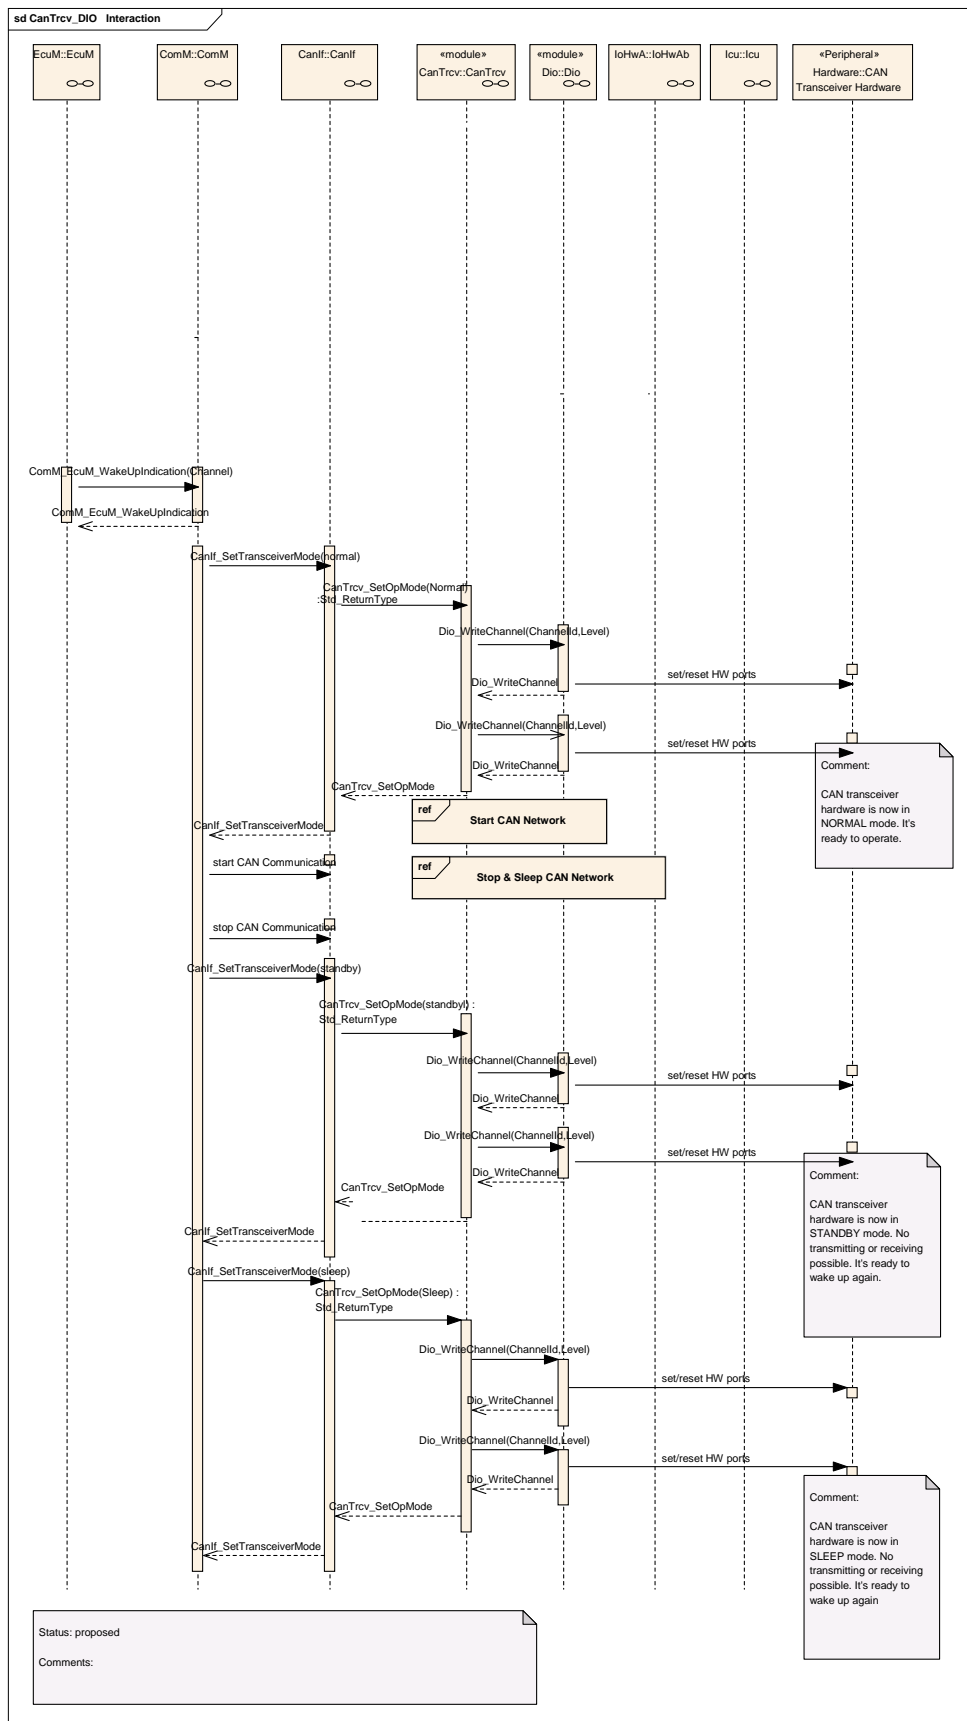 sd CanTrcv_DIO Interaction
EcuM::EcuM
ComM::ComM
CanIf::CanIf
«module»
CanTrcv::CanTrcv
«module»
Dio::Dio
IoHwA::IoHwAb
Icu::Icu
«Peripheral»
Hardware::CAN
Transceiver Hardware
ComM_EcuM_WakeUpIndication(Channel)
ComM_EcuM_WakeUpIndication
CanIf_SetTransceiverMode(normal)
CanTrcv_SetOpMode(Normal)
:Std_ReturnType
Dio_WriteChannel(ChannelId,Level)
set/reset HW ports
Dio_WriteChannel
Dio_WriteChannel(ChannelId,Level)
set/reset HW ports
Dio_WriteChannel
Comment:
CAN transceiver
hardware is now in
NORMAL mode. It's
ready to operate.
CanTrcv_SetOpMode
ref
Start CAN Network
CanIf_SetTransceiverMode
start CAN Communication
ref
Stop & Sleep CAN Network
stop CAN Communication
CanIf_SetTransceiverMode(standby)
CanTrcv_SetOpMode(standby) :
Std_ReturnType
Dio_WriteChannel(ChannelId,Level)
set/reset HW ports
Dio_WriteChannel
Dio_WriteChannel(ChannelId,Level)
set/reset HW ports
Dio_WriteChannel
Comment:
CAN transceiver
hardware is now in
STANDBY mode. No
transmitting or receiving
possible. It's ready to
wake up again.
CanTrcv_SetOpMode
CanIf_SetTransceiverMode
CanIf_SetTransceiverMode(sleep)
CanTrcv_SetOpMode(Sleep) :
Std_ReturnType
Dio_WriteChannel(ChannelId,Level)
set/reset HW ports
Dio_WriteChannel
Dio_WriteChannel(ChannelId,Level)
set/reset HW ports
Dio_WriteChannel
Comment:
CAN transceiver
hardware is now in
SLEEP mode. No
transmitting or receiving
possible. It's ready to
wake up again
CanTrcv_SetOpMode
CanIf_SetTransceiverMode
Status: proposed
Comments: